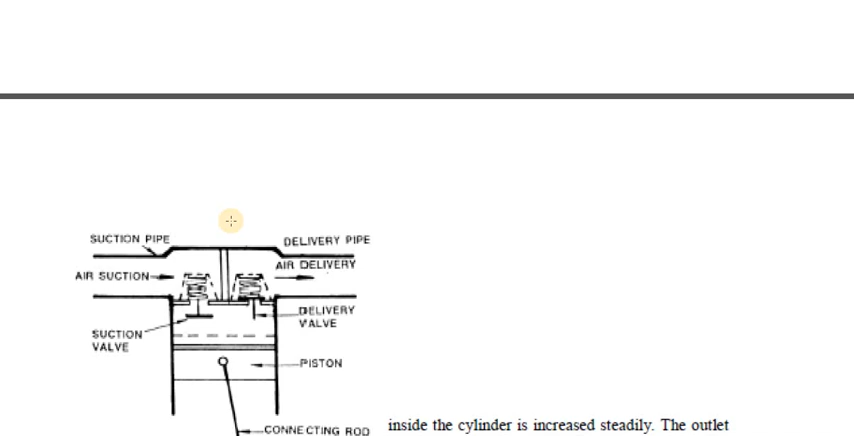 SUCTION PIPE
DELIVERY PIPE
AIR DELIVERY
AIR SUCTION
DELIVERY
VALVE
SUCTION
VALVE
PISTON
CONNECTING ROD
inside the cylinder is increased steadily. The outlet